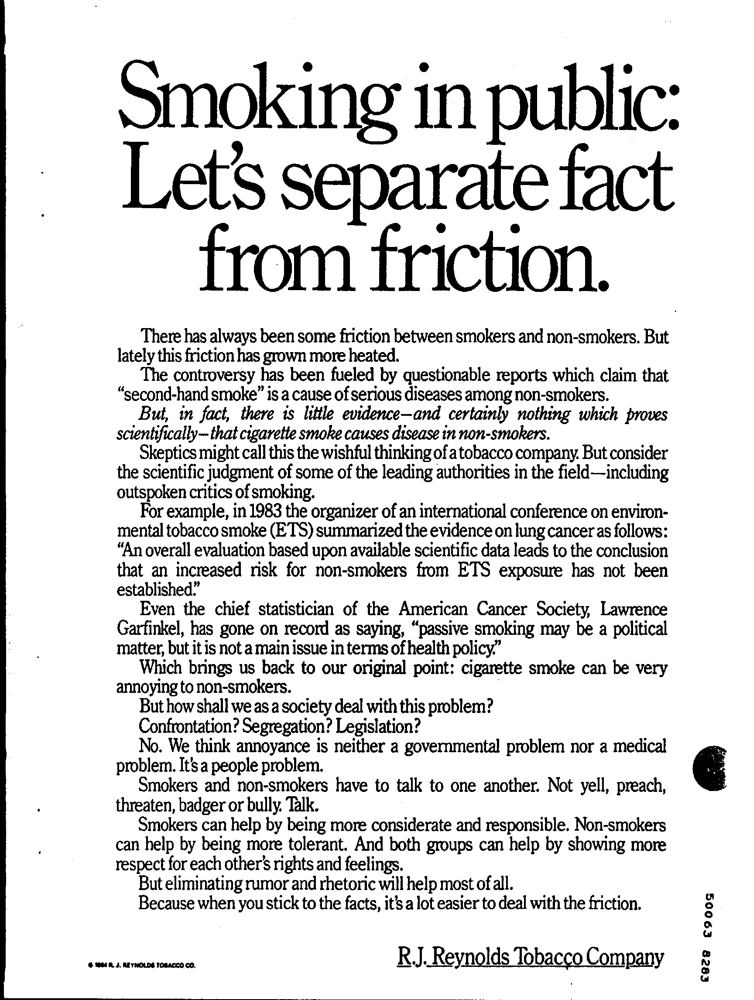 Smoking in public:
Let's separate fact
from friction.
There has always been some friction between smokers and non-smokers. But
lately this friction has grown more heated.
The controversy has been fueled by questionable reports which claim that
“second-hand smoke” is a cause of serious diseases among non-smokers.
But, in fact, there is little evidence—and certainly nothing which proves
scientifically—that cigarette smoke causes disease in non-smokers.
Skeptics might call this the wishful thinking of a tobacco company. But consider
the scientific judgment of some of the leading authorities in the field—including
outspoken critics of smoking.
For example, in 1983 the organizer of an international conference on environ-
mental tobacco smoke (ETS) summarized the evidence on lung cancer as follows:
“An overall evaluation based upon available scientific data leads to the conclusion
that an increased risk for non-smokers from ETS exposure has not been
established.”
Even the chief statistician of the American Cancer Society, Lawrence
Garfinkel, has gone on record as saying, “passive smoking may be a political
matter, but it is not a main issue in terms of health policy.”
Which brings us back to our original point: cigarette smoke can be very
annoying to non-smokers.
But how shall we as a society deal with this problem?
Confrontation? Segregation? Legislation?
No. We think annoyance is neither a governmental problem nor a medical
problem. It's a people problem.
Smokers and non-smokers have to talk to one another. Not yell, preach,
threaten, badger or bully. Talk.
Smokers can help by being more considerate and responsible. Non-smokers
can help by being more tolerant. And both groups can help by showing more
respect for each other's rights and feelings.
But eliminating rumor and rhetoric will help most of all.
Because when you stick to the facts, it's a lot easier to deal with the friction.
© 1984 R. J. REYNOLDS TOBACCO CO.
R.J. Reynolds Tobacco Company
50063 8283